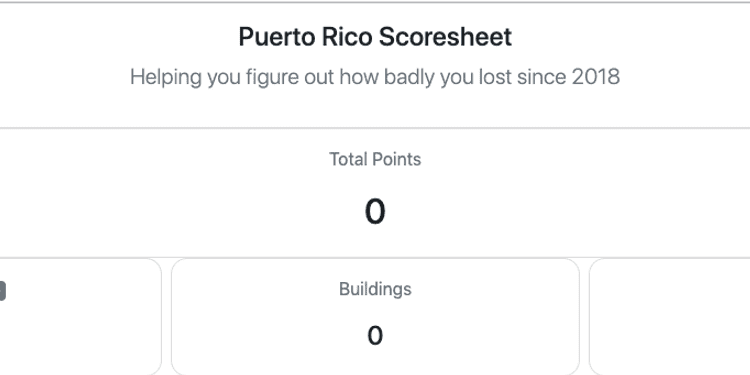 Puerto Rico Scoresheet
Helping you figure out how badly you lost since 2018
Total Points
0
Buildings
0